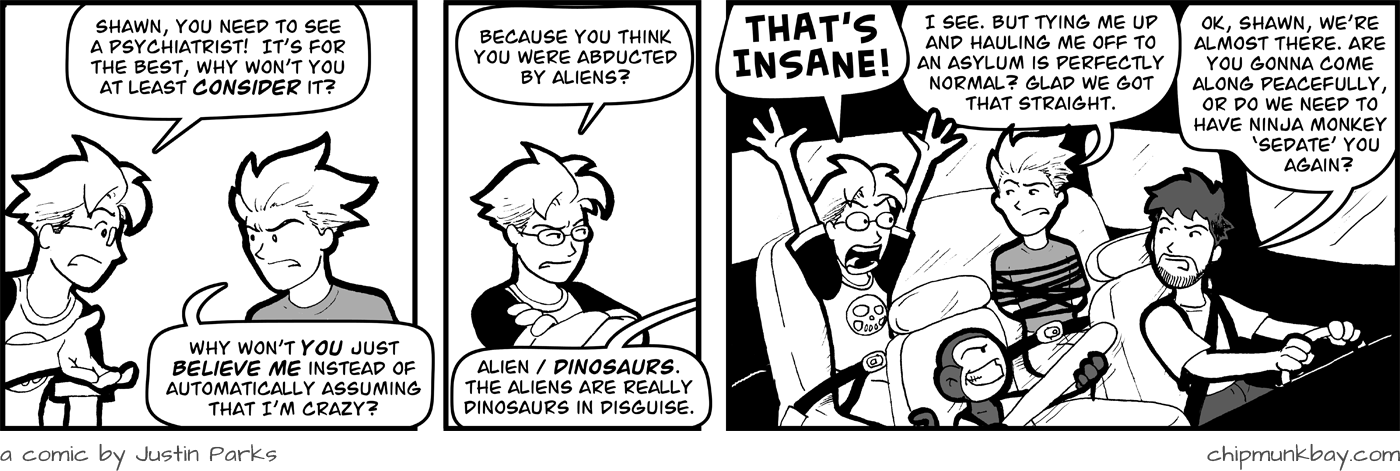 SHAWN, YOU NEED TO SEE
A PSYCHIATRIST! IT'S FOR
THE BEST, WHY WON'T YOU
AT LEAST CONSIDER IT?
WHY WON'T YOU JUST
BELIEVE ME INSTEAD OF
AUTOMATICALLY ASSUMING
THAT I'M CRAZY?
BECAUSE YOU THINK
YOU WERE ABDUCTED
BY ALIENS?
ALIEN / DINOSAURS.
THE ALIENS ARE REALLY
DINOSAURS IN DISGUISE.
THAT'S
INSANE!
I SEE. BUT TYING ME UP
AND HAULING ME OFF TO
AN ASYLUM IS PERFECTLY
NORMAL? GLAD WE GOT
THAT STRAIGHT.
OK, SHAWN, WE'RE
ALMOST THERE. ARE
YOU GONNA COME
ALONG PEACEFULLY,
OR DO WE NEED TO
HAVE NINJA MONKEY
'SEDATE' YOU
AGAIN?
a comic by Justin Parks
chipmunkbay.com